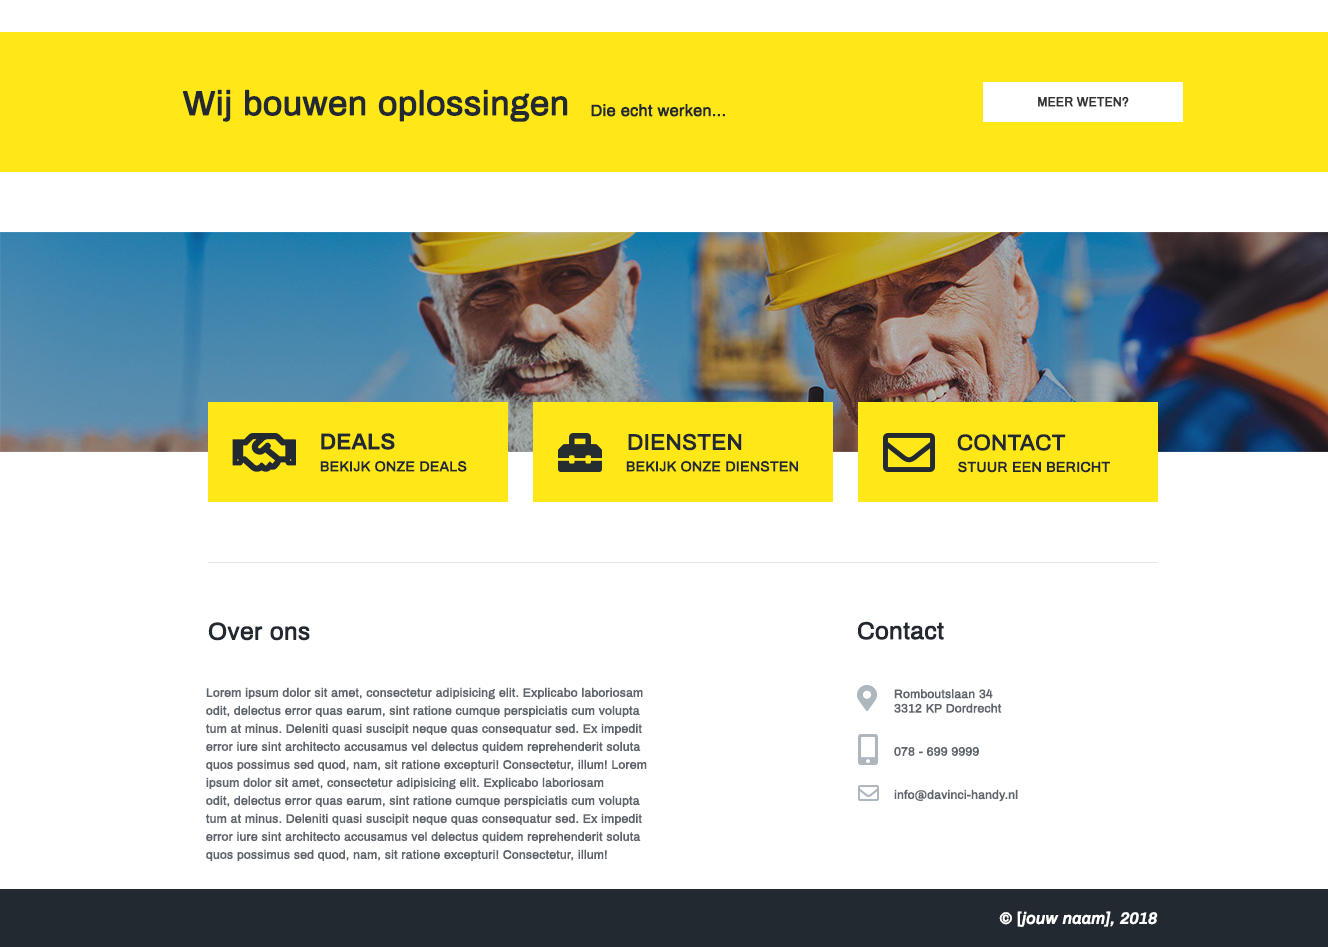 Wij bouwen oplossingen Die echt werken...
MEER WETEN?
DEALS
BEKIJK ONZE DEALS
DIENSTEN
BEKIJK ONZE DIENSTEN
CONTACT
STUUR EEN BERICHT
Over ons
Lorem ipsum dolor sit amet, consectetur adipisicing elit. Explicabo laboriosam
odit, delectus error quas earum, sint ratione cumque perspiciatis cum volupta
tum at minus. Deleniti quasi suscipit neque quas consequatur sed. Ex impedit
error iure sint architecto accusamus vel delectus quidem reprehenderit soluta
quos possimus sed quod, nam, sit ratione excepturi! Consectetur, illum! Lorem
ipsum dolor sit amet, consectetur adipisicing elit. Explicabo laboriosam
odit, delectus error quas earum, sint ratione cumque perspiciatis cum volupta
tum at minus. Deleniti quasi suscipit neque quas consequatur sed. Ex impedit
error iure sint architecto accusamus vel delectus quidem reprehenderit soluta
quos possimus sed quod, nam, sit ratione excepturi! Consectetur, illum!
Contact
Romboutslaan 34
3312 KP Dordrecht
078 - 699 9999
info@davinci-handy.nl
© [jouw naam], 2018